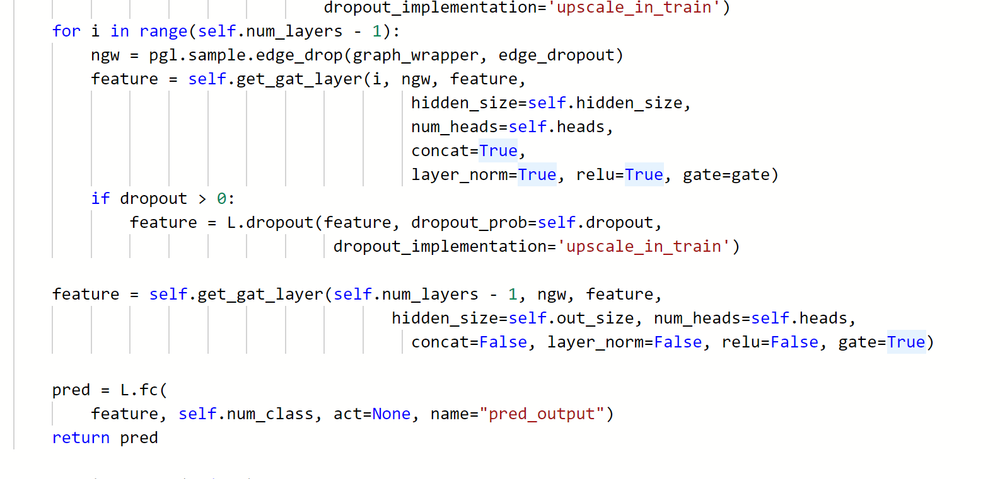 dropout_implementation='upscale_in_train')
for i in range(self.num_layers - 1):
ngw = pgl.sample.edge_drop(graph_wrapper, edge_dropout)
feature = self.get_gat_layer(i, ngw, feature,
hidden_size=self.hidden_size,
num_heads=self.heads,
concat=True,
layer_norm=True, relu=True, gate=gate)
if dropout > 0:
feature = L.dropout(feature, dropout_prob=self.dropout,
dropout_implementation='upscale_in_train')
feature = self.get_gat_layer(self.num_layers - 1, ngw, feature,
hidden_size=self.out_size, num_heads=self.heads,
concat=False, layer_norm=False, relu=False, gate=True)
pred = L.fc(
feature, self.num_class, act=None, name="pred_output")
return pred